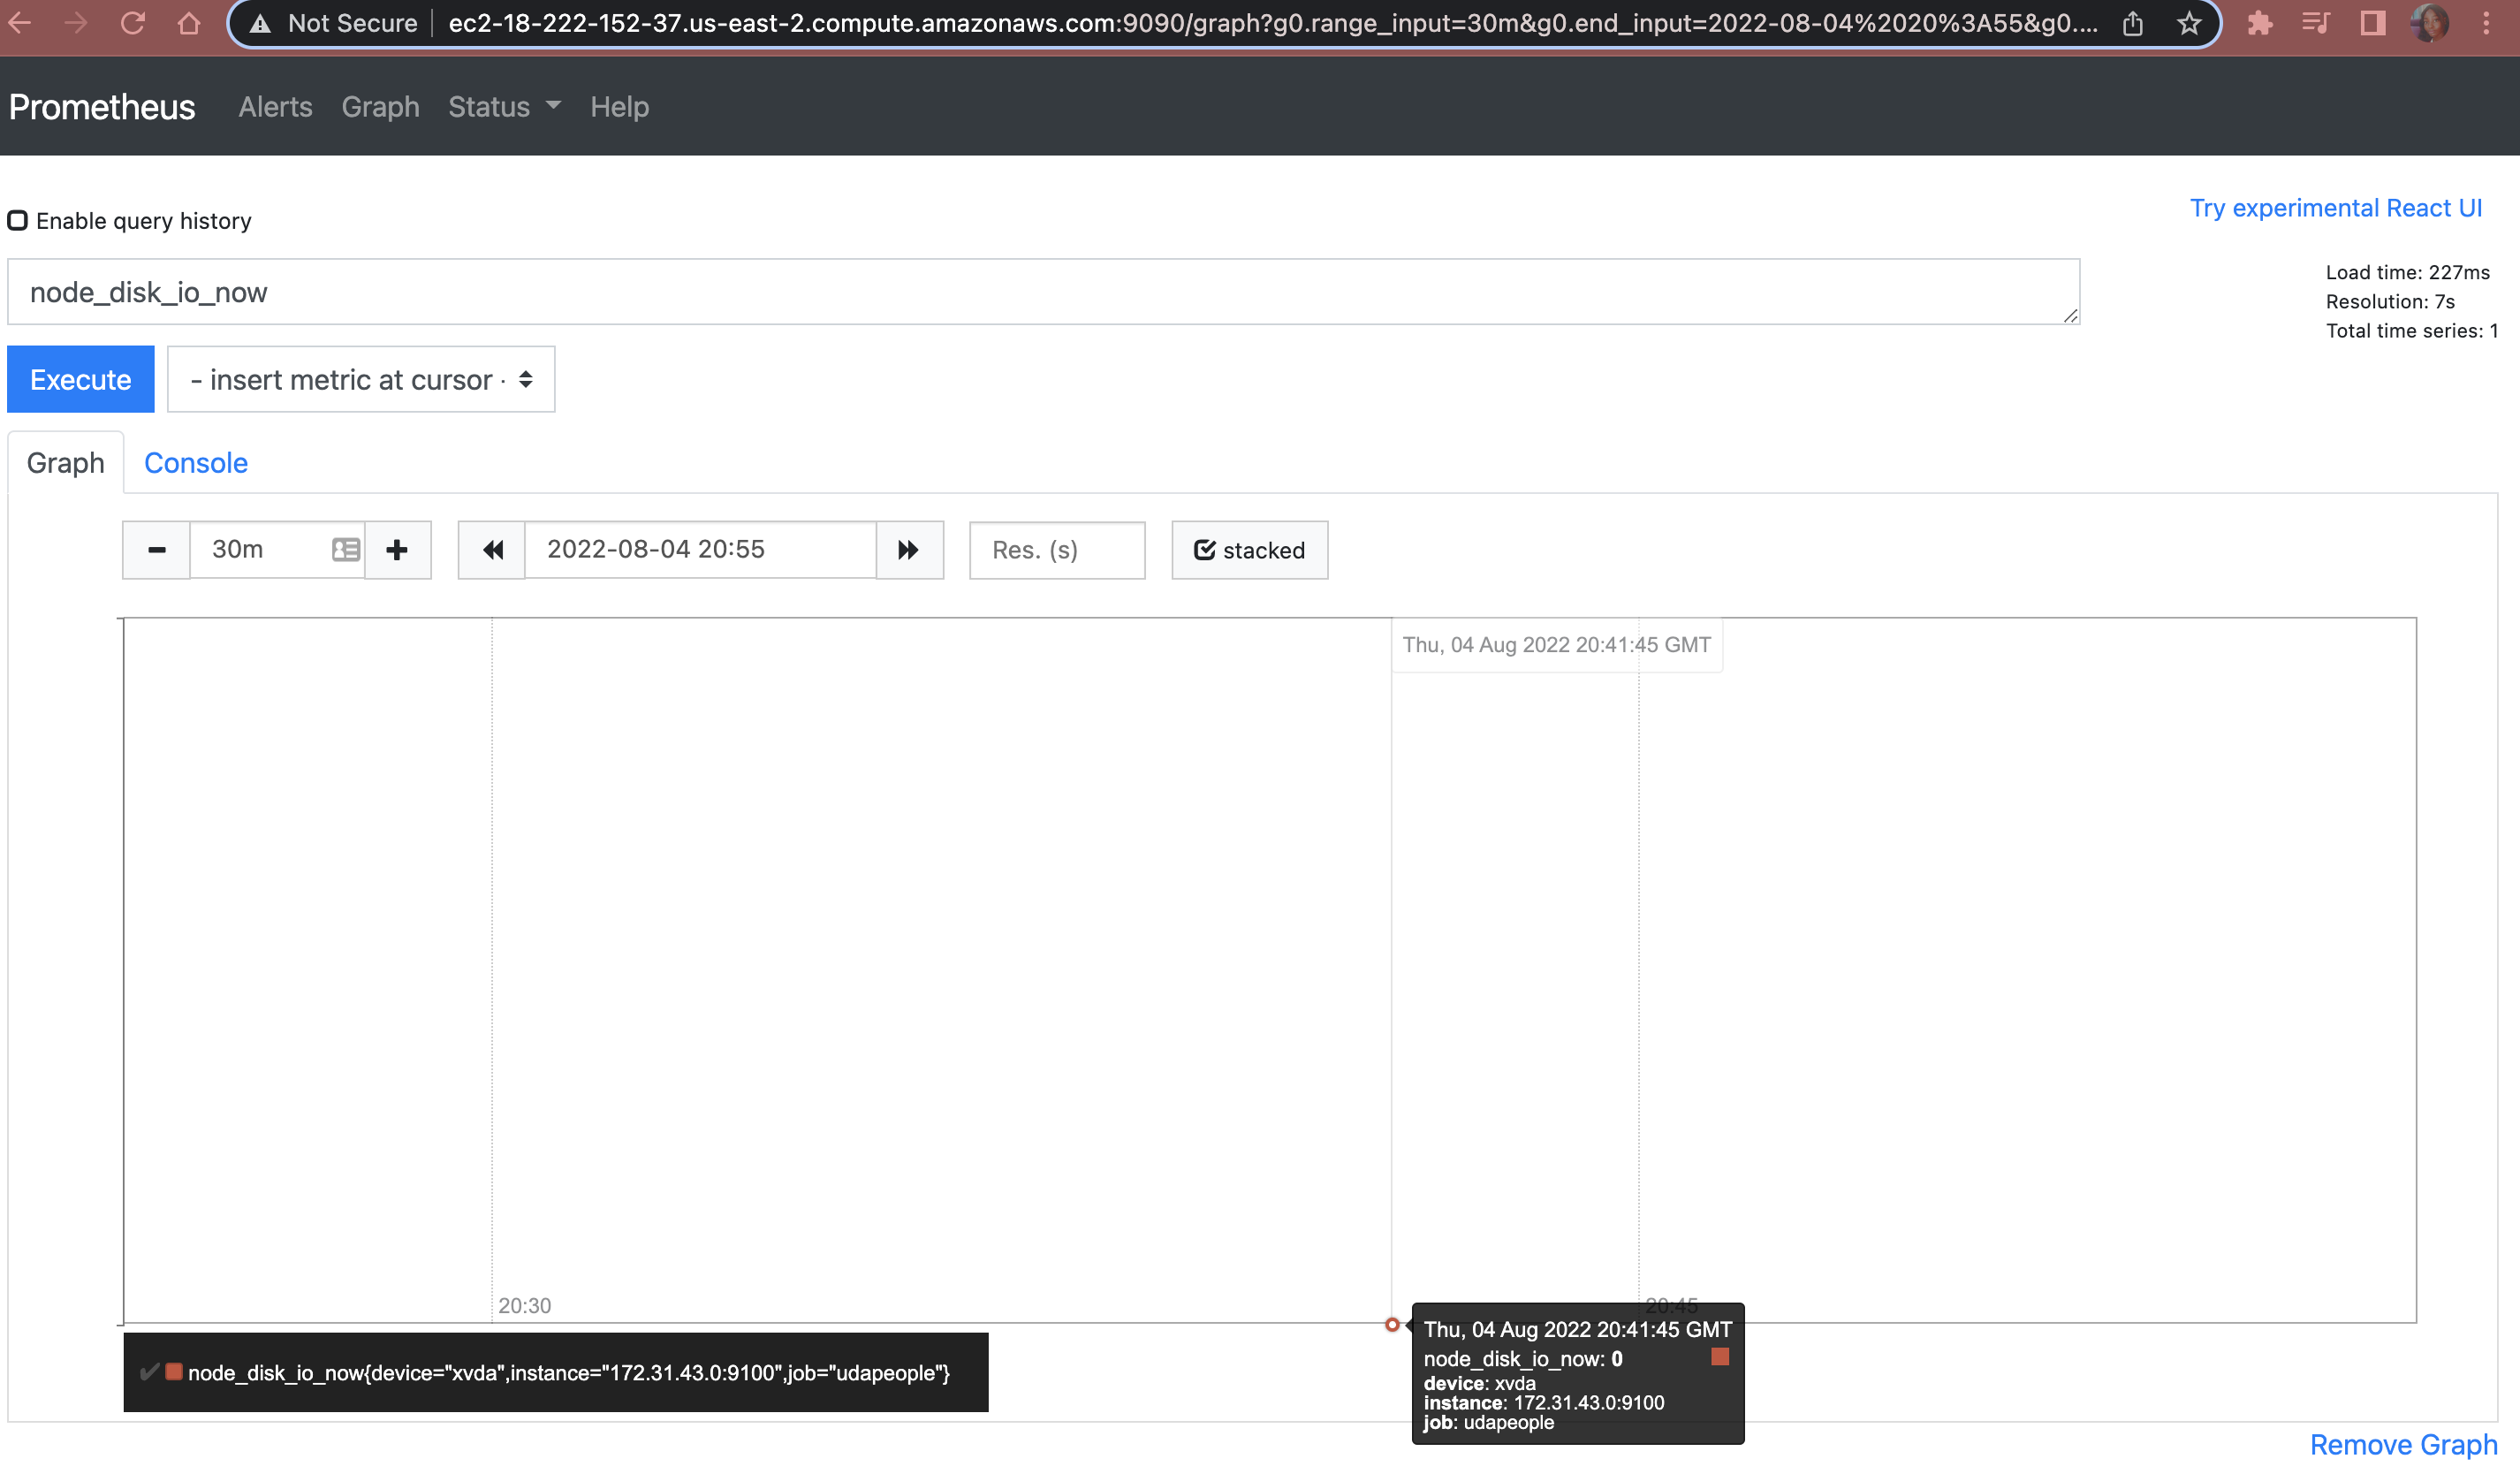 Not Secure ec2-18-222-152-37.us-east-2.compute.amazonaws.com:9090/graph?g0.range_input=30m&g0.end_input=2022-08-04%2020%3A55&g0....
Prometheus Alerts Graph Status Help
Try experimental React UI
Enable query history
node_disk_io_now
Load time: 227ms
Resolution: 7s
Total time series: 1
Execute - insert metric at cursor -
Graph Console
30m 2022-08-04 20:55 Res. (s) stacked
Thu, 04 Aug 2022 20:41:45 GMT
20:30 20:45
Thu, 04 Aug 2022 20:41:45 GMT
node_disk_io_now: 0
device: xvda
instance: 172.31.43.0:9100
job: udapeople
node_disk_io_now{device="xvda",instance="172.31.43.0:9100",job="udapeople"}
Remove Graph